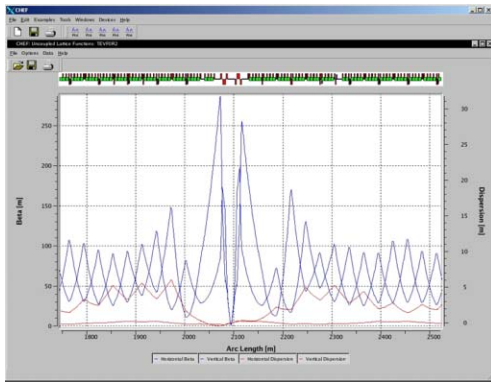 CHEF
File Edit Examples Tools Windows Devices Help
CHEF: Uncoupled Lattice Functions: TEVPDR2
File Options Data Help
Beta [m]
250
200
150
100
50
0
1800
1900
2000
2100
2200
2300
2400
2500
Arc Length [m]
30
25
20
15
10
5
0
Dispersion [m]
Horizontal Beta
Vertical Beta
Horizontal Dispersion
Vertical Dispersion